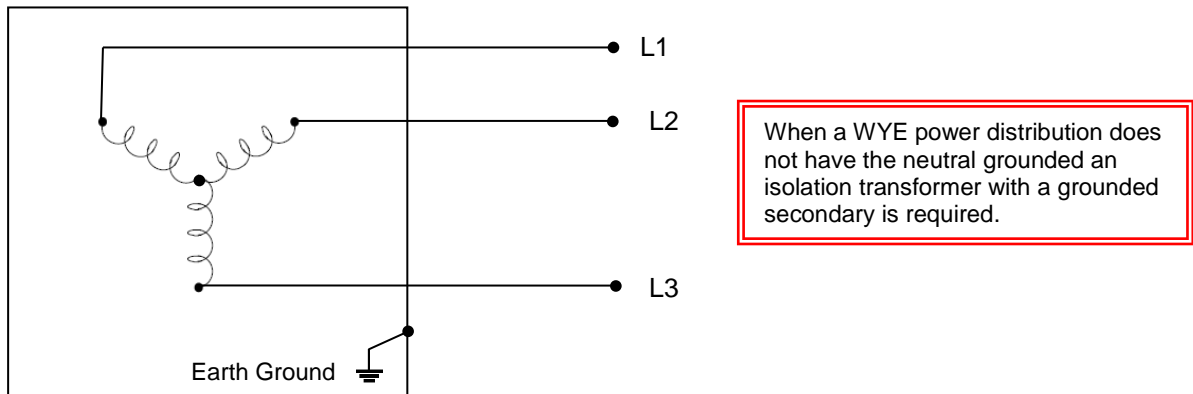 L1
L2
When a WYE power distribution does
not have the neutral grounded an
isolation transformer with a grounded
secondary is required.
L3
Earth Ground